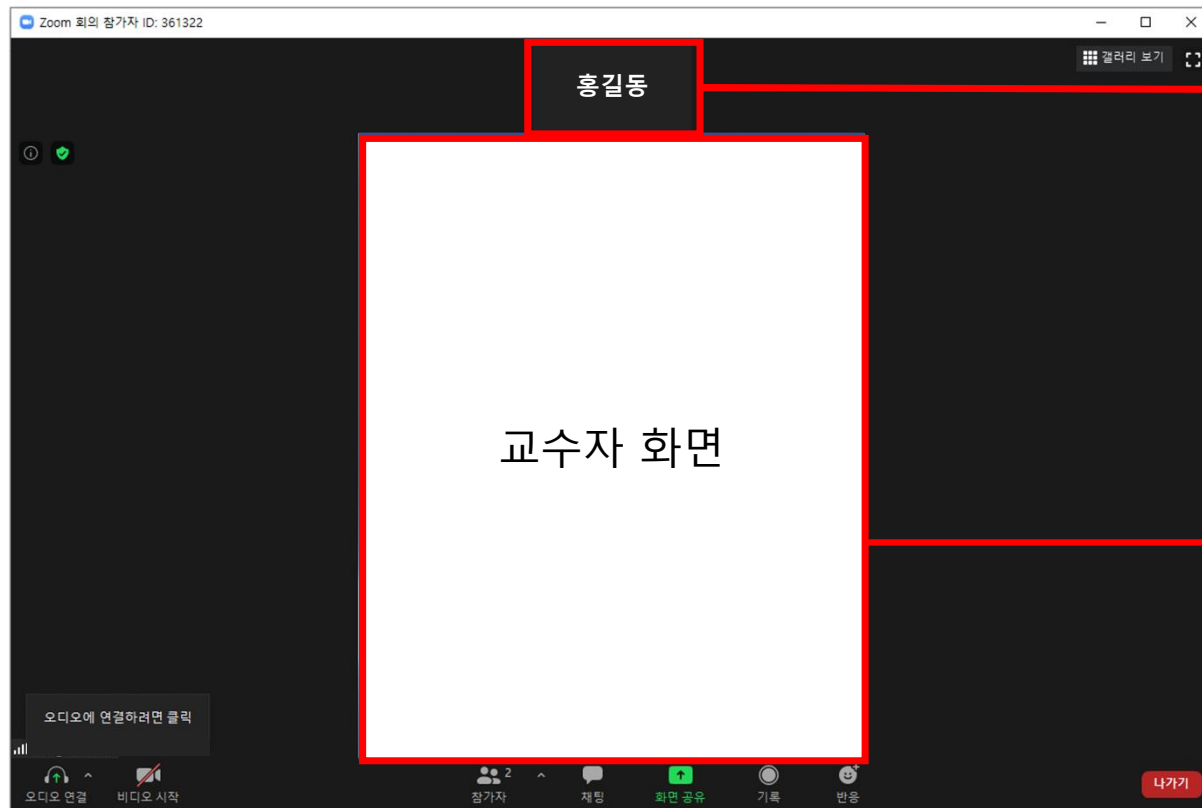 Zoom 회의 참가자 ID: 361322
갤러리 보기
홍길동
교수자 화면
오디오에 연결하려면 클릭
오디오 연결
비디오 시작
2
참가자
채팅
화면 공유
기록
반응
나가기